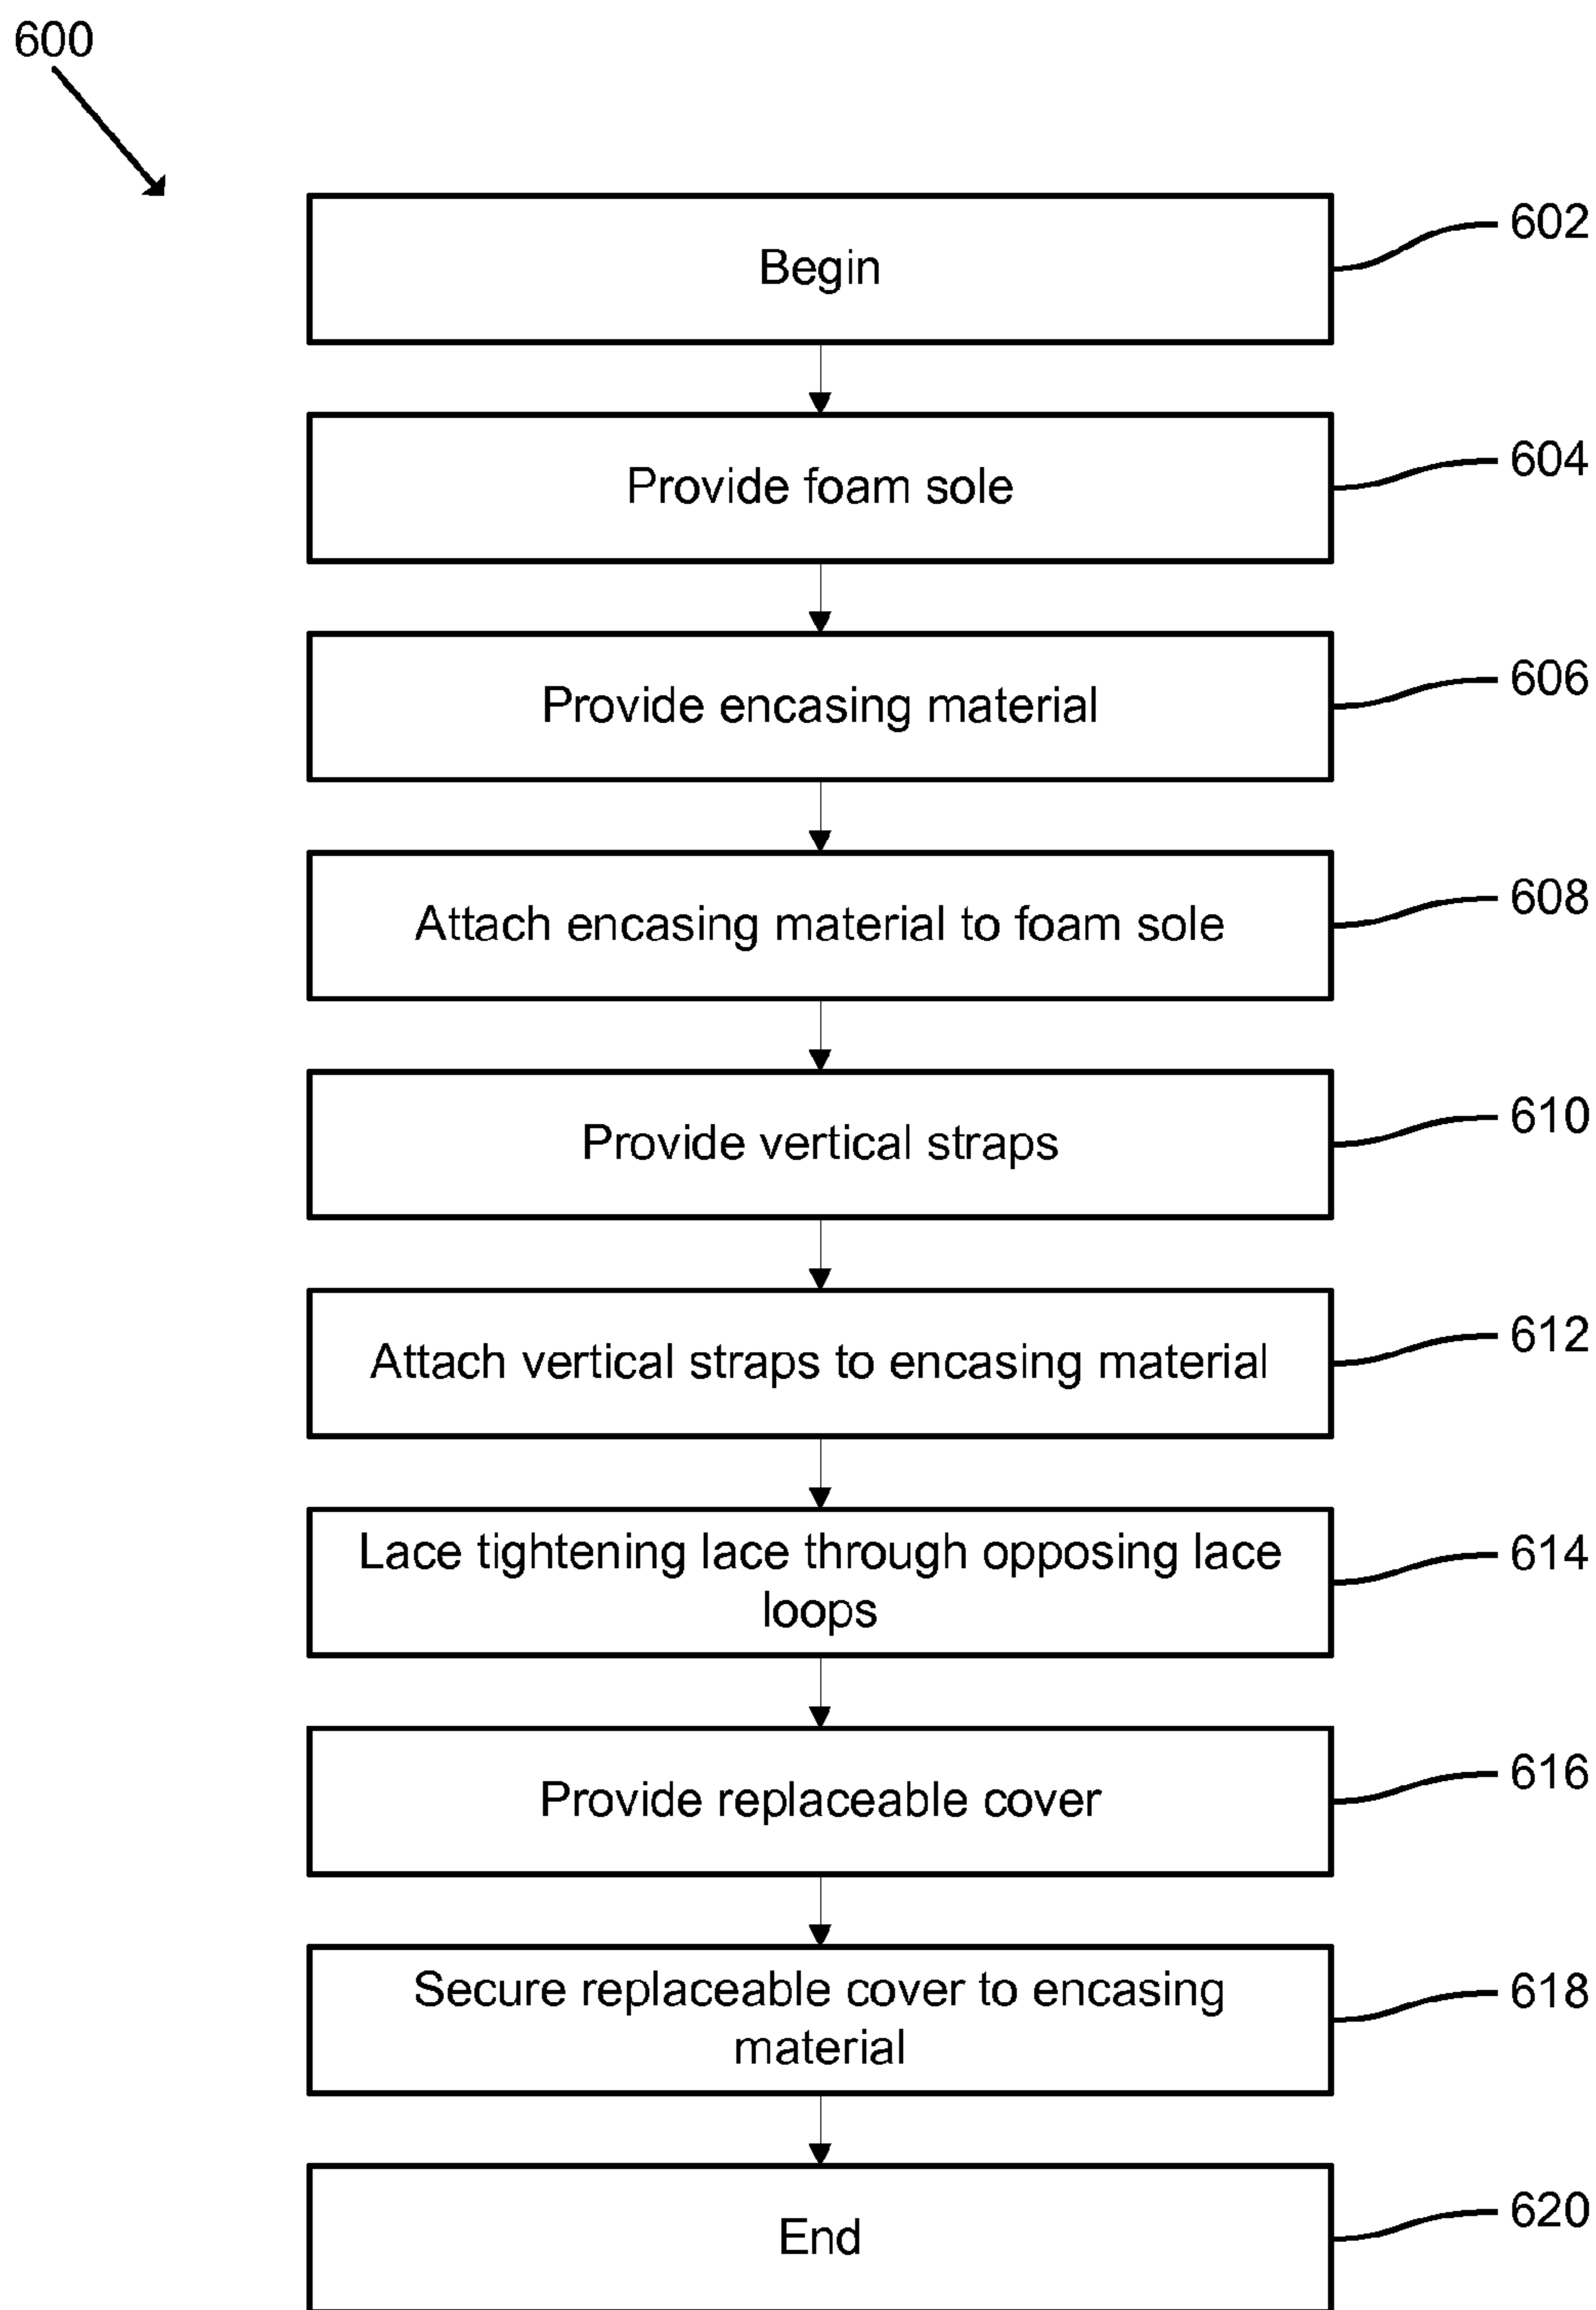 600
Begin
602
Provide foam sole
604
Provide encasing material
606
Attach encasing material to foam sole
608
Provide vertical straps
610
Attach vertical straps to encasing material
612
Lace tightening lace through opposing lace
loops
614
Provide replaceable cover
616
Secure replaceable cover to encasing
material
618
End
620